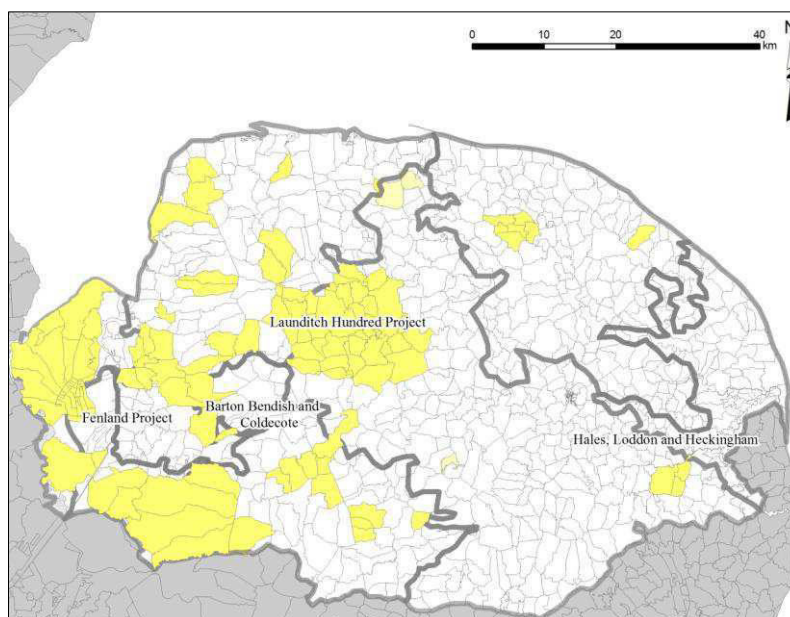 N
0 10 20 40
km
Launditch Hundred Project
Fenland Project
Barton Bendish and
Coldecote
Hales, Loddon and Heckingham